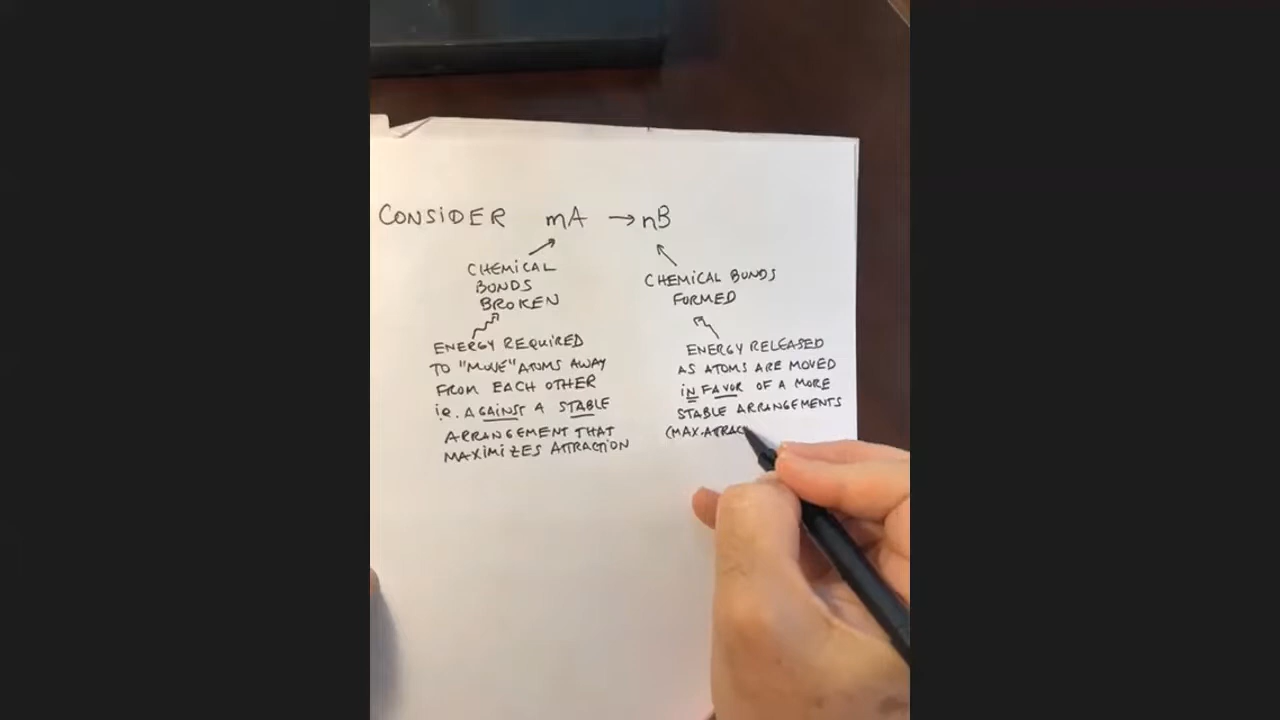 CONSIDER mA → nB
CHEMICAL
BONDS
BROKEN
ENERGY REQUIRED
TO "MOVE" ATOMS AWAY
FROM EACH OTHER
i.e. AGAINST A STABLE
ARRANGEMENT THAT
MAXIMIZES ATTRACTION
CHEMICAL BONDS
FORMED
ENERGY RELEASED
AS ATOMS ARE MOVED
IN FAVOR OF A MORE
STABLE ARRANGEMENTS
(MAX. ATTRAC